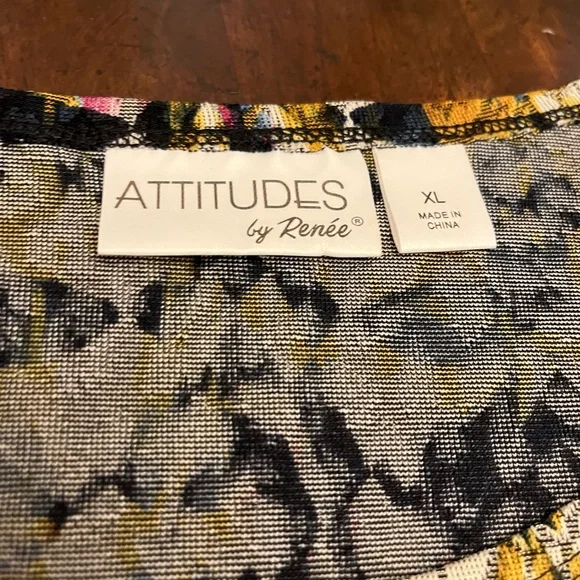 ATTITUDES
by Renée®
XL
MADE IN
CHINA